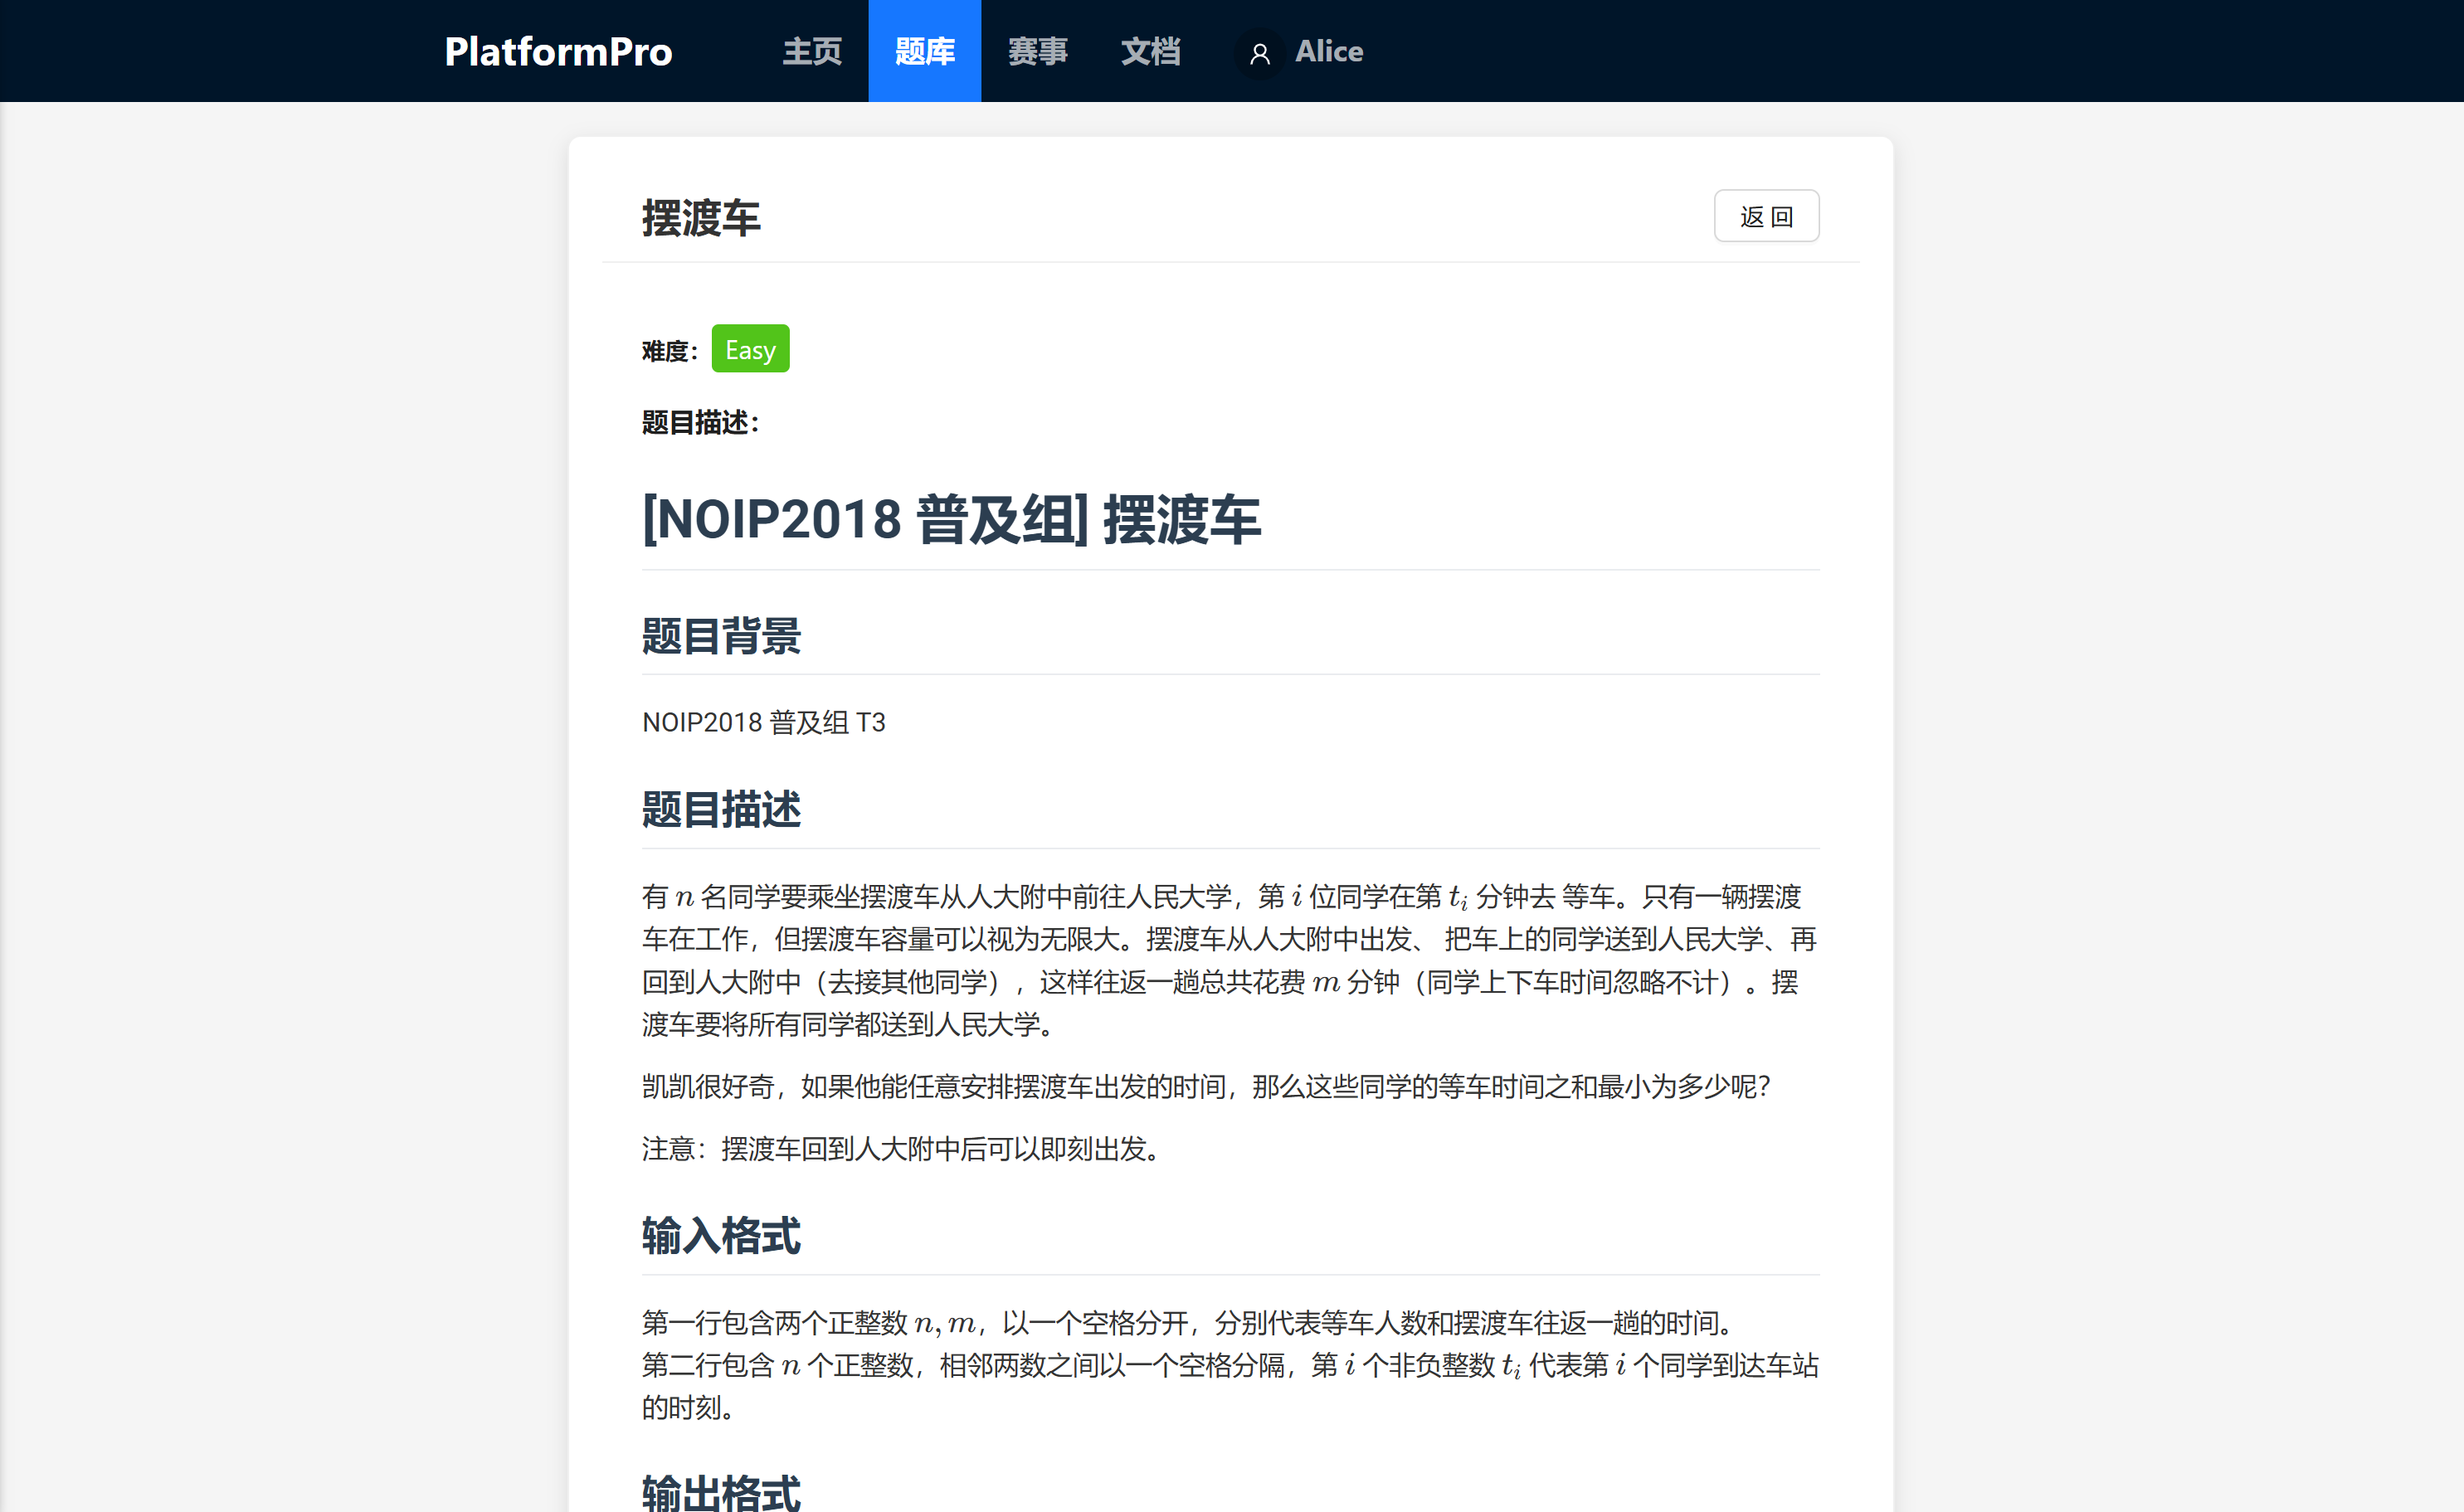 PlatformPro 主页 题库 赛事 文档 Alice
摆渡车 返 回
难度： Easy
题目描述：
[NOIP2018 普及组] 摆渡车
题目背景
NOIP2018 普及组 T3
题目描述
有 n 名同学要乘坐摆渡车从人大附中前往人民大学，第 i 位同学在第 t_i 分钟去 等车。只有一辆摆渡
车在工作，但摆渡车容量可以视为无限大。摆渡车从人大附中出发、 把车上的同学送到人民大学、再
回到人大附中（去接其他同学），这样往返一趟总共花费 m 分钟（同学上下车时间忽略不计）。摆
渡车要将所有同学都送到人民大学。
凯凯很好奇，如果他能任意安排摆渡车出发的时间，那么这些同学的等车时间之和最小为多少呢？
注意：摆渡车回到人大附中后可以即刻出发。
输入格式
第一行包含两个正整数 n, m，以一个空格分开，分别代表等车人数和摆渡车往返一趟的时间。
第二行包含 n 个正整数，相邻两数之间以一个空格分隔，第 i 个非负整数 t_i 代表第 i 个同学到达车站
的时刻。
输出格式